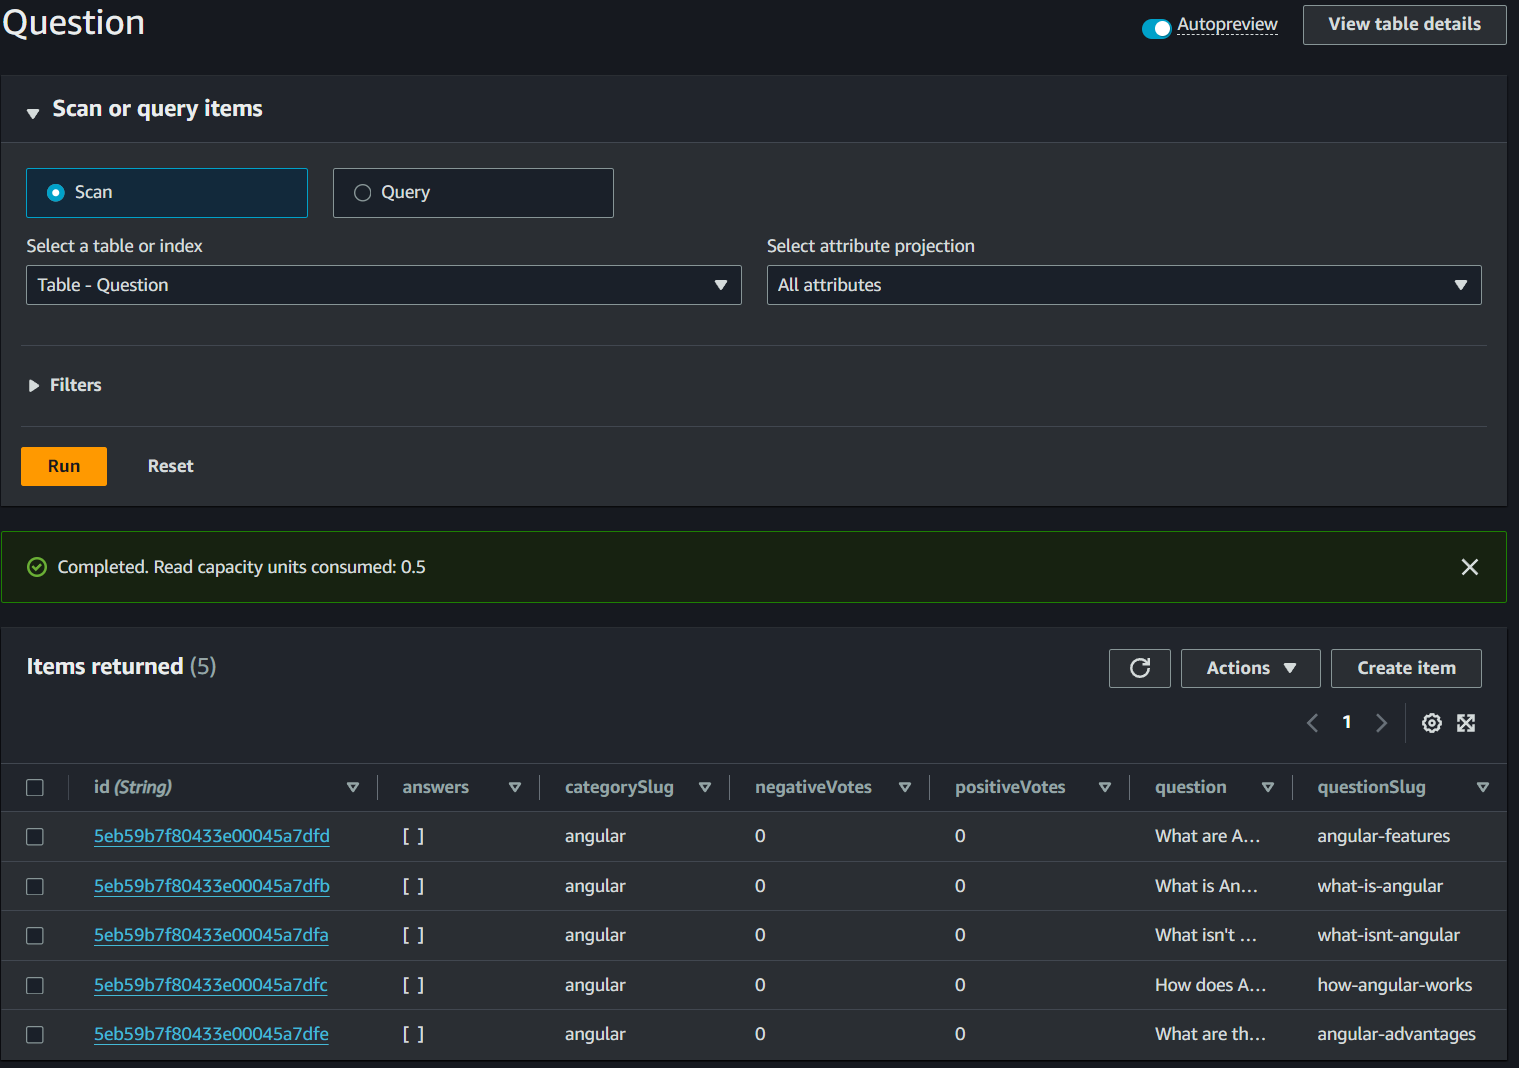 Question
Autopreview
View table details
Scan or query items
Scan
Query
Select a table or index
Select attribute projection
Table - Question
All attributes
Filters
Run
Reset
Completed. Read capacity units consumed: 0.5
Items returned (5)
Actions
Create item
1
id (String) answers categorySlug negativeVotes positiveVotes question questionSlug
5eb59b7f80433e00045a7dfd [ ] angular 0 0 What are A... angular-features
5eb59b7f80433e00045a7dfb [ ] angular 0 0 What is An... what-is-angular
5eb59b7f80433e00045a7dfa [ ] angular 0 0 What isn't ... what-isnt-angular
5eb59b7f80433e00045a7dfc [ ] angular 0 0 How does A... how-angular-works
5eb59b7f80433e00045a7dfe [ ] angular 0 0 What are th... angular-advantages